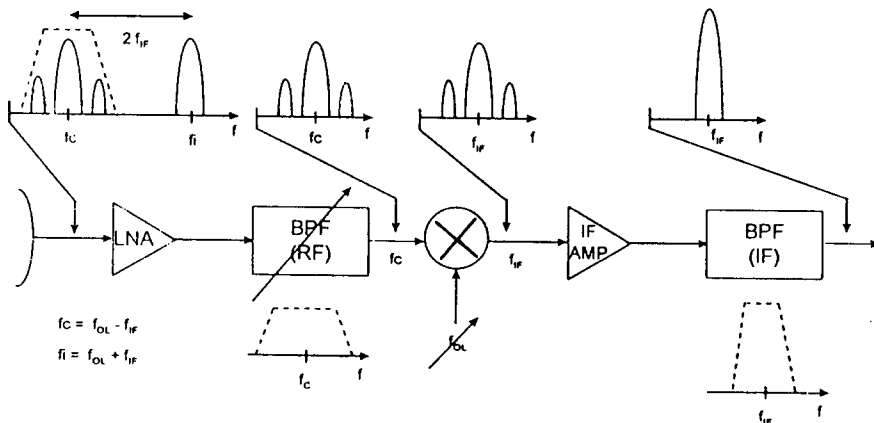 2 f_IF
fc
fi
f
fc
f
f_IF
f
f_IF
f
LNA
BPF
(RF)
fc
f_IF
IF
AMP
BPF
(IF)
f_OL
fc = f_OL - f_IF
fi = f_OL + f_IF
f_C
f
f_IF
f